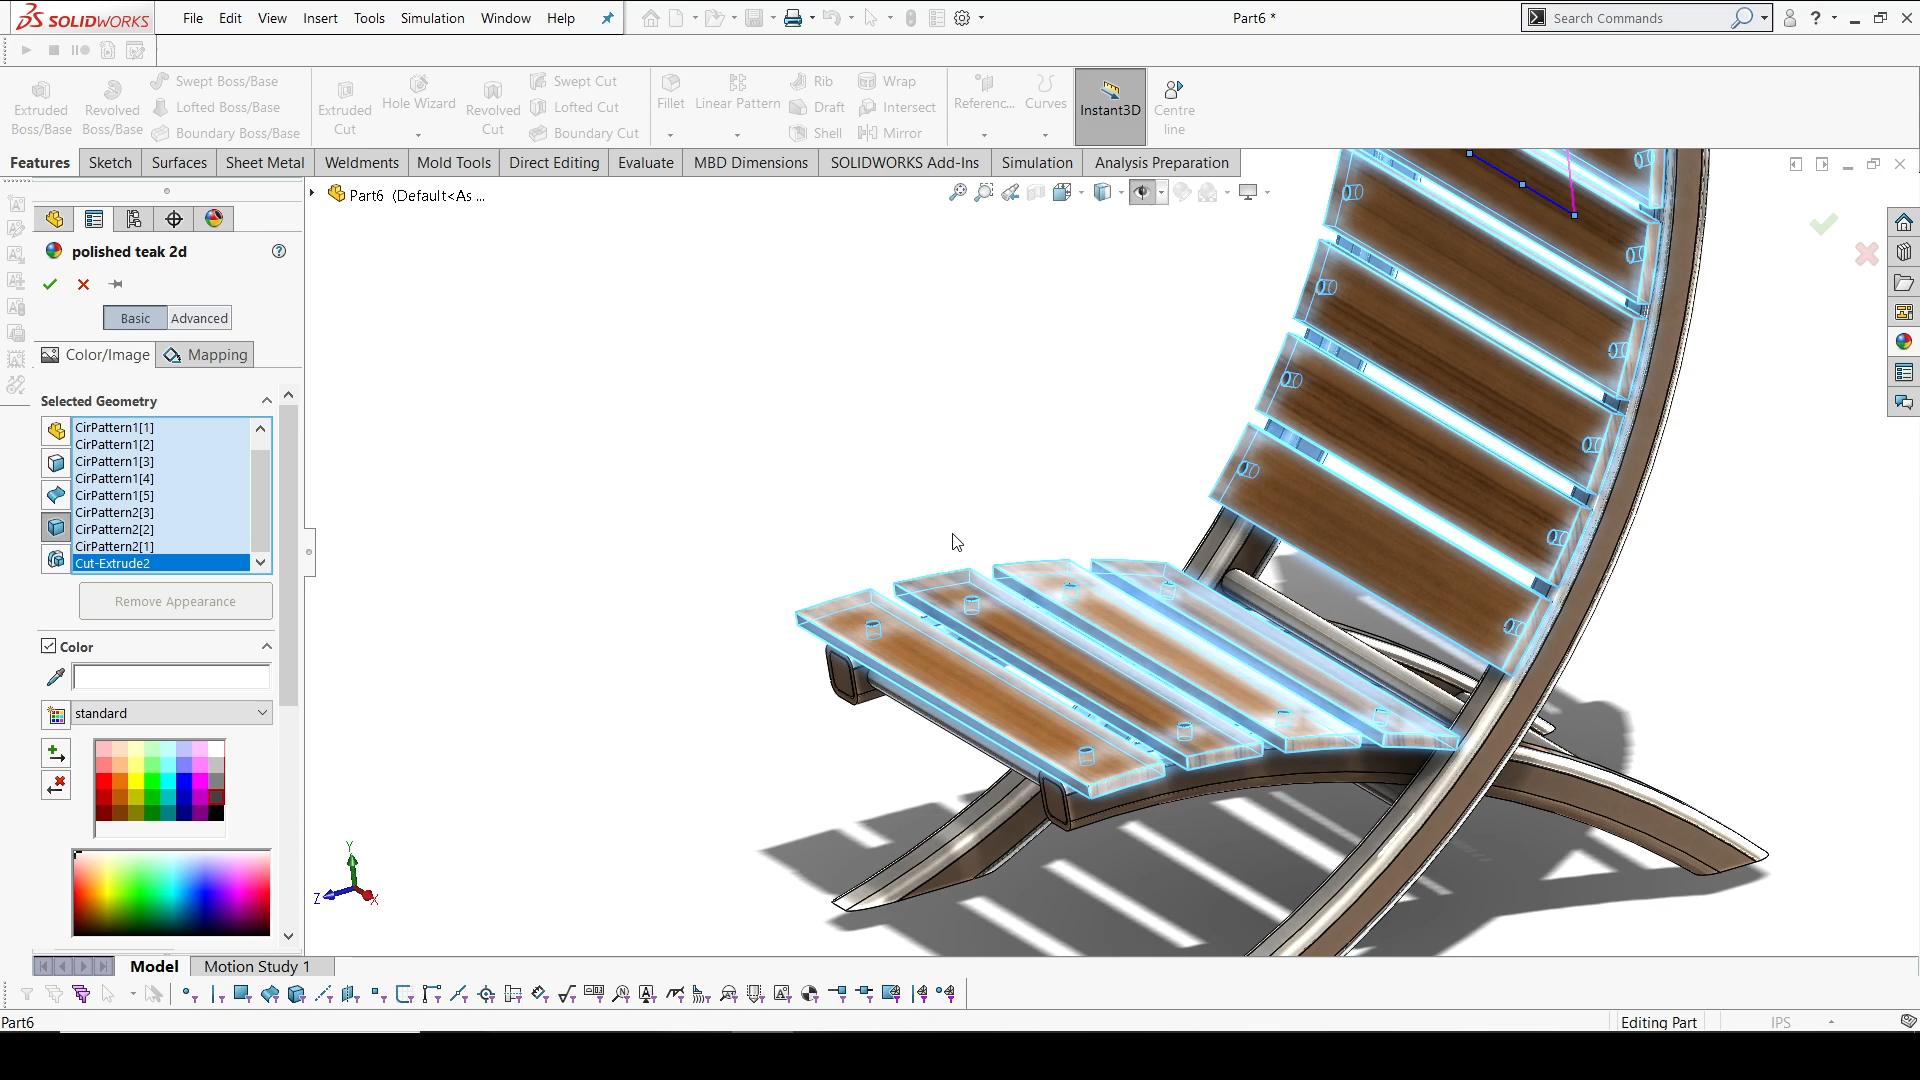 SOLIDWORKS
File Edit View Insert Tools Simulation Window Help
Part6 *
Search Commands
Extruded Boss/Base
Revolved Boss/Base
Swept Boss/Base
Lofted Boss/Base
Boundary Boss/Base
Extruded Cut
Hole Wizard
Revolved Cut
Swept Cut
Lofted Cut
Boundary Cut
Fillet
Linear Pattern
Rib
Draft
Shell
Wrap
Intersect
Mirror
Referenc...
Curves
Instant3D
Centre line
Features Sketch Surfaces Sheet Metal Weldments Mold Tools Direct Editing Evaluate MBD Dimensions SOLIDWORKS Add-Ins Simulation Analysis Preparation
Part6 (Default<As ...
polished teak 2d
Basic Advanced
Color/Image Mapping
Selected Geometry
CirPattern1[1]
CirPattern1[2]
CirPattern1[3]
CirPattern1[4]
CirPattern1[5]
CirPattern2[3]
CirPattern2[2]
CirPattern2[1]
Cut-Extrude2
Remove Appearance
Color
standard
Y
Z
X
Model Motion Study 1
Part6
Editing Part
IPS